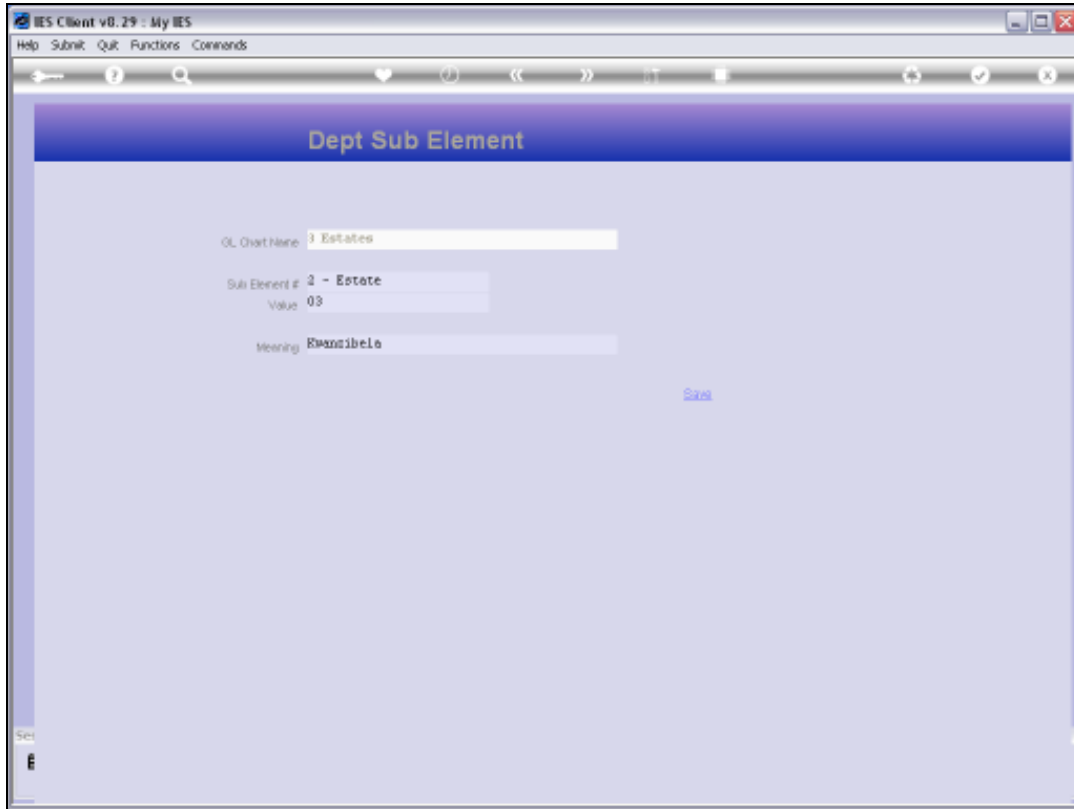 IES Client v8.29 : My IES
Help Submit Quit Functions Commands
Dept Sub Element
GL Chart Name 3 Estates
Sub Element # 2 - Estate
Value 03
Meaning Kwanzibela
Save
Ses